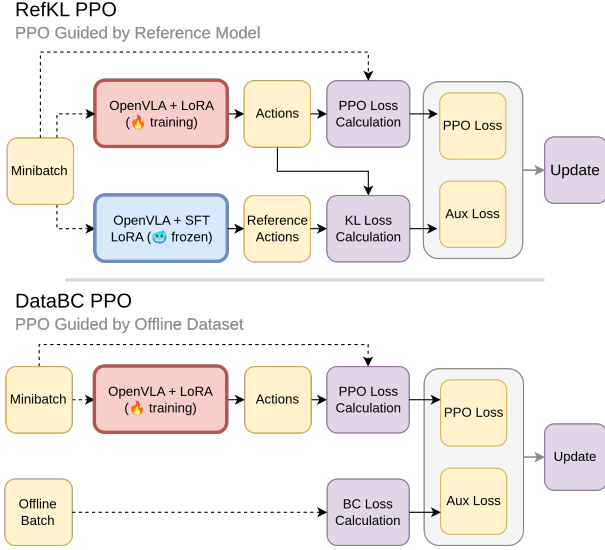 RefKL PPO
PPO Guided by Reference Model
OpenVLA + LoRA
(🔥 training)
Actions
PPO Loss
Calculation
PPO Loss
Minibatch
Update
OpenVLA + SFT
LoRA (🥶 frozen)
Reference
Actions
KL Loss
Calculation
Aux Loss
DataBC PPO
PPO Guided by Offline Dataset
Minibatch
OpenVLA + LoRA
(🔥 training)
Actions
PPO Loss
Calculation
PPO Loss
Update
Offline
Batch
BC Loss
Calculation
Aux Loss